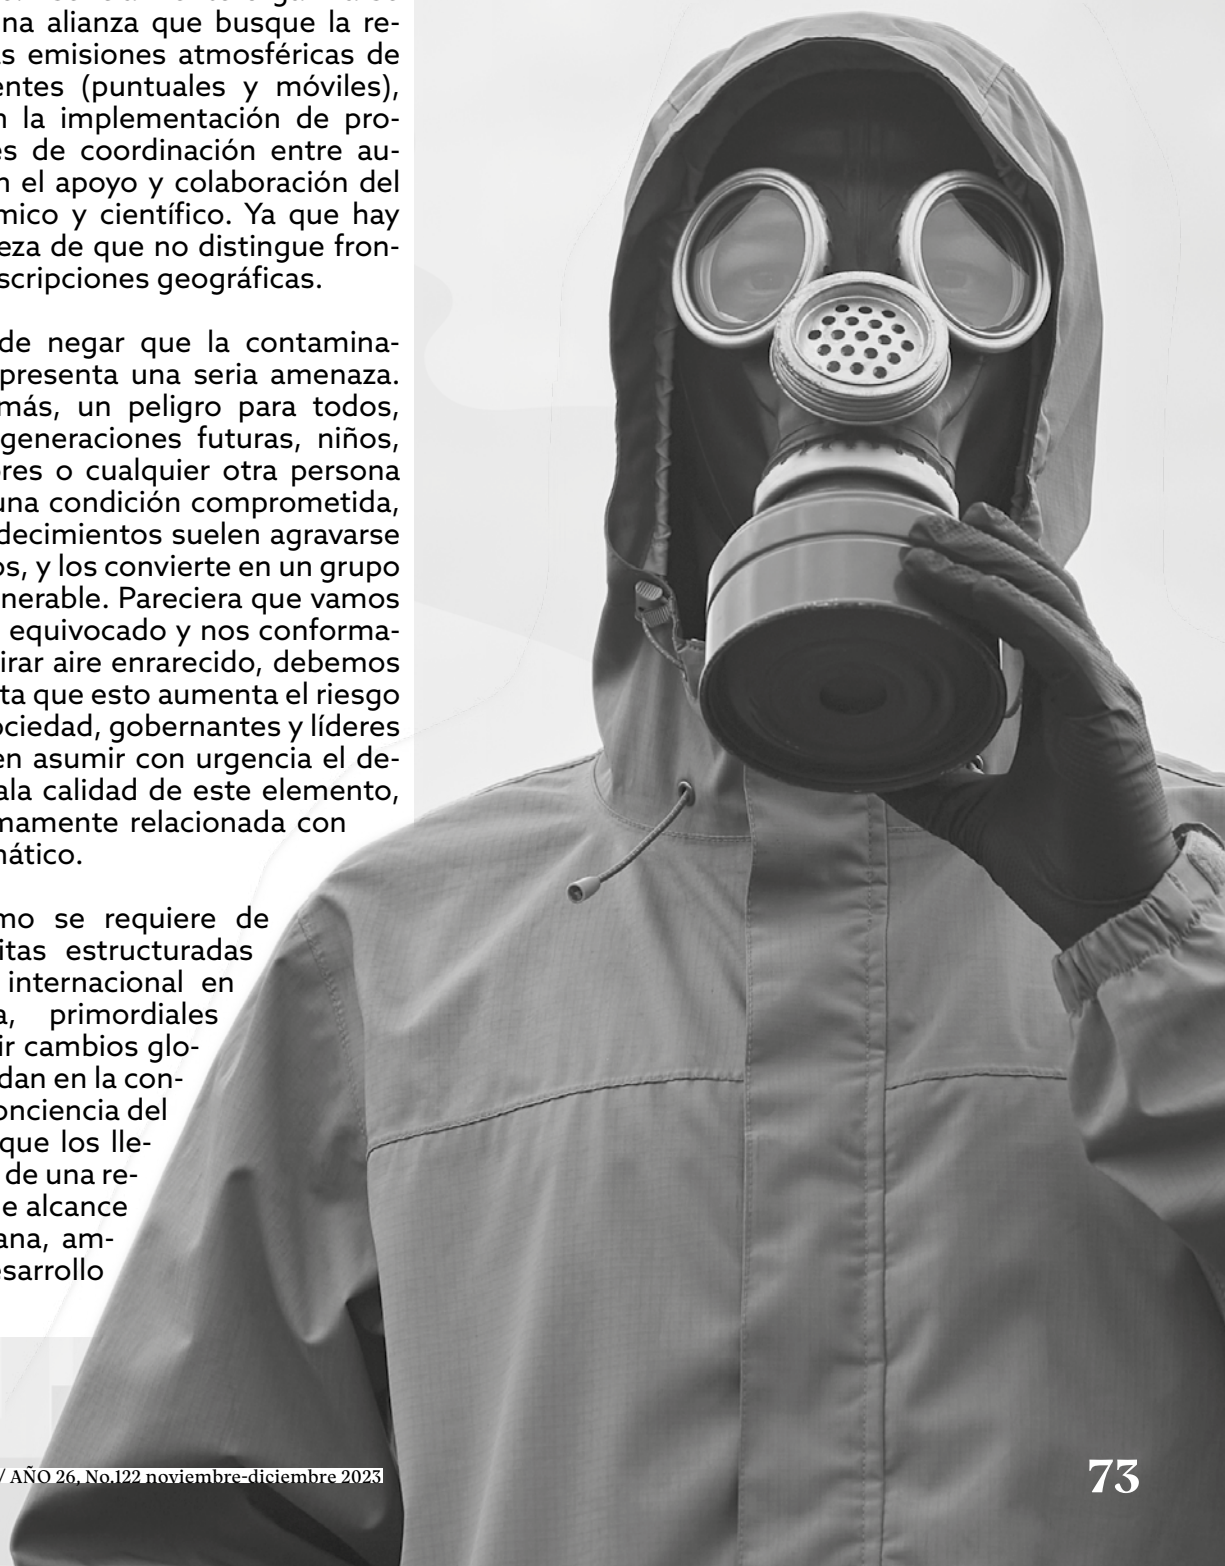 na alianza que busque la re-
s emisiones atmosféricas de
entes (puntuales y móviles),
n la implementación de pro-
es de coordinación entre au-
n el apoyo y colaboración del
mico y científico. Ya que hay
eza de que no distingue fron-
scripciones geográficas.
de negar que la contamina-
presenta una seria amenaza.
más, un peligro para todos,
generaciones futuras, niños,
res o cualquier otra persona
una condición comprometida,
decimientos suelen agravarse
os, y los convierte en un grupo
nerable. Pareciera que vamos
equivocado y nos conforma-
irar aire enrarecido, debemos
ta que esto aumenta el riesgo
ociedad, gobernantes y líderes
en asumir con urgencia el de-
ala calidad de este elemento,
mamente relacionada con
nático.
mo se requiere de
itas estructuradas
internacional en
a, primordiales
ir cambios glo-
dan en la con-
onciencia del
que los lle-
de una re-
e alcance
ana, am-
esarrollo
/ AÑO 26, No.122 noviembre-diciembre 2023
73